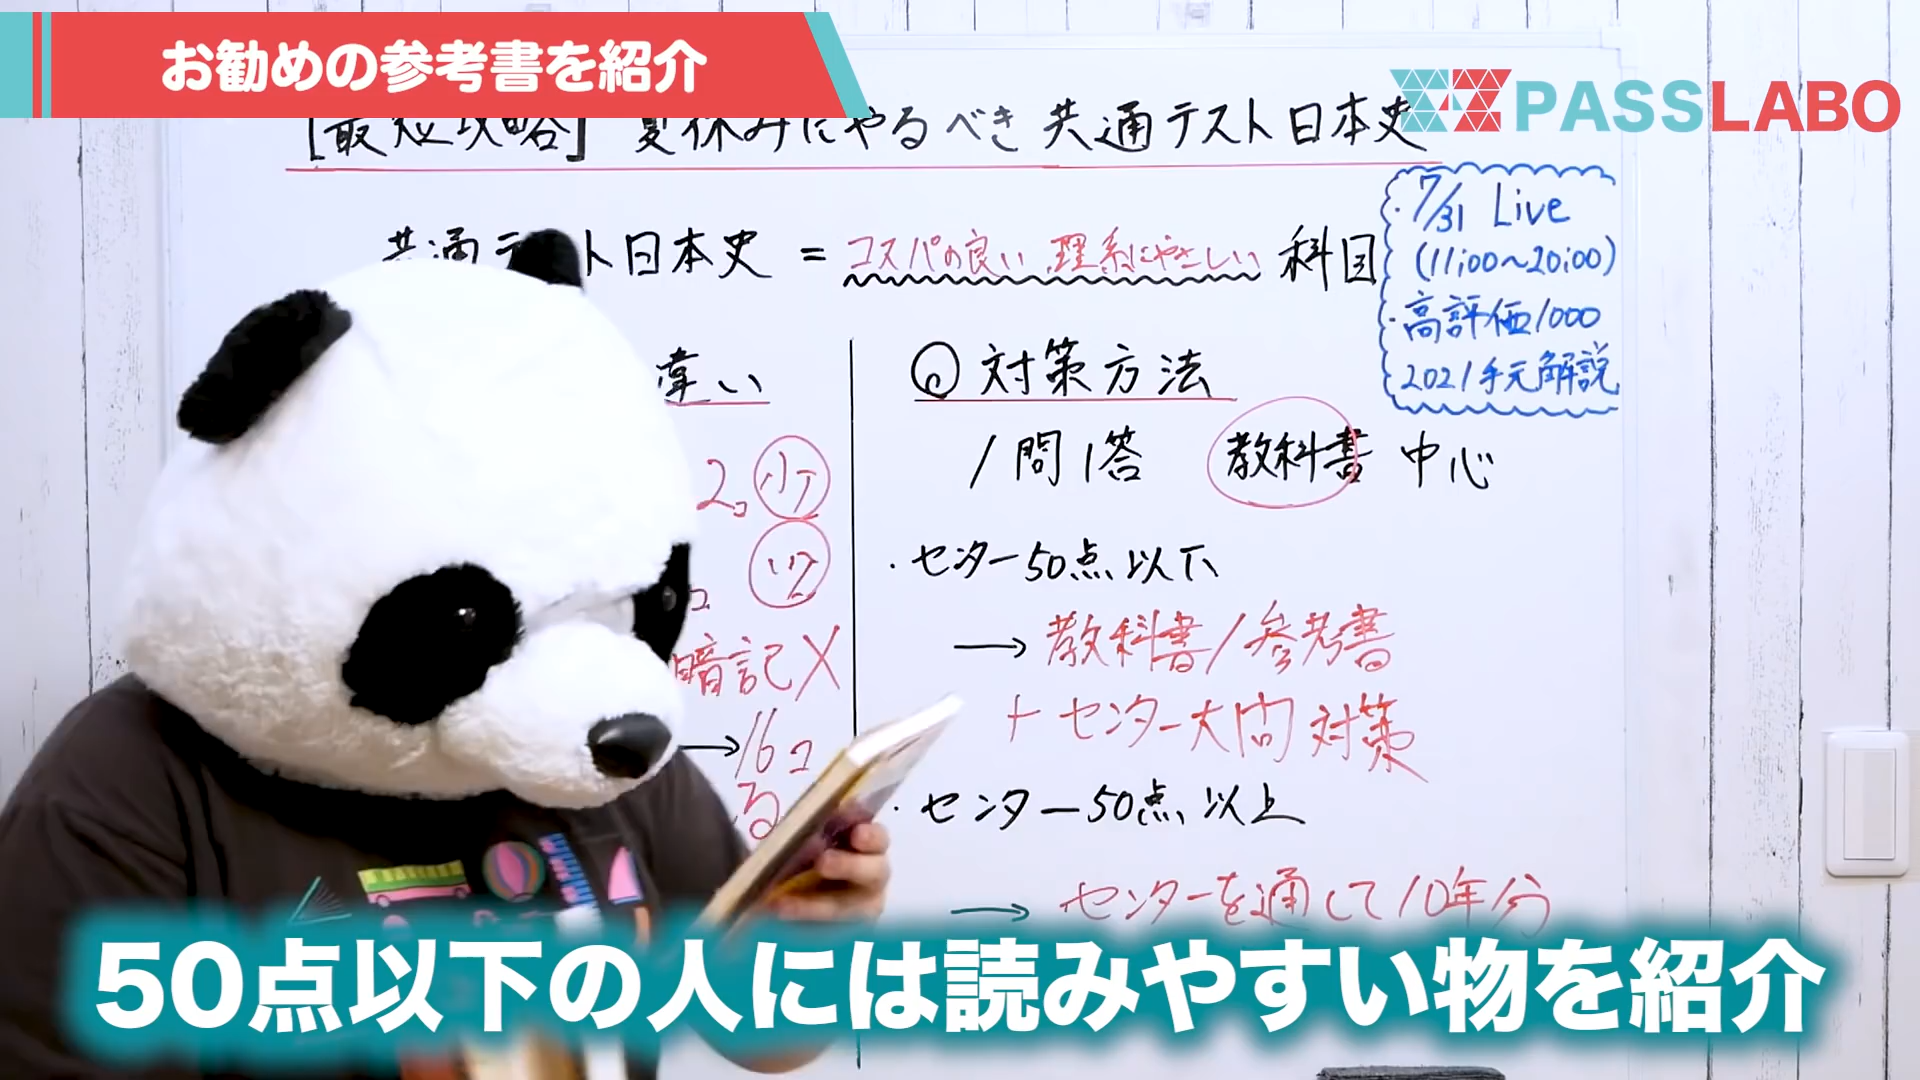 お勧めの参考書を紹介
PASSLABO
[最短攻略] 夏休みにやるべき 共通テスト日本史
共通テスト日本史 = コスパの良い 理系にやさしい 科目
・7/31 Live
(11:00~20:00)
・高評価1000
2021手元解説
違い
対策方法
1問1答 教科書 中心
・センター50点以下
→ 教科書/参考書
+ センター大問対策
暗記X
→16コ
る
・センター50点以上
→ センターを通して10年分
50点以下の人には読みやすい物を紹介